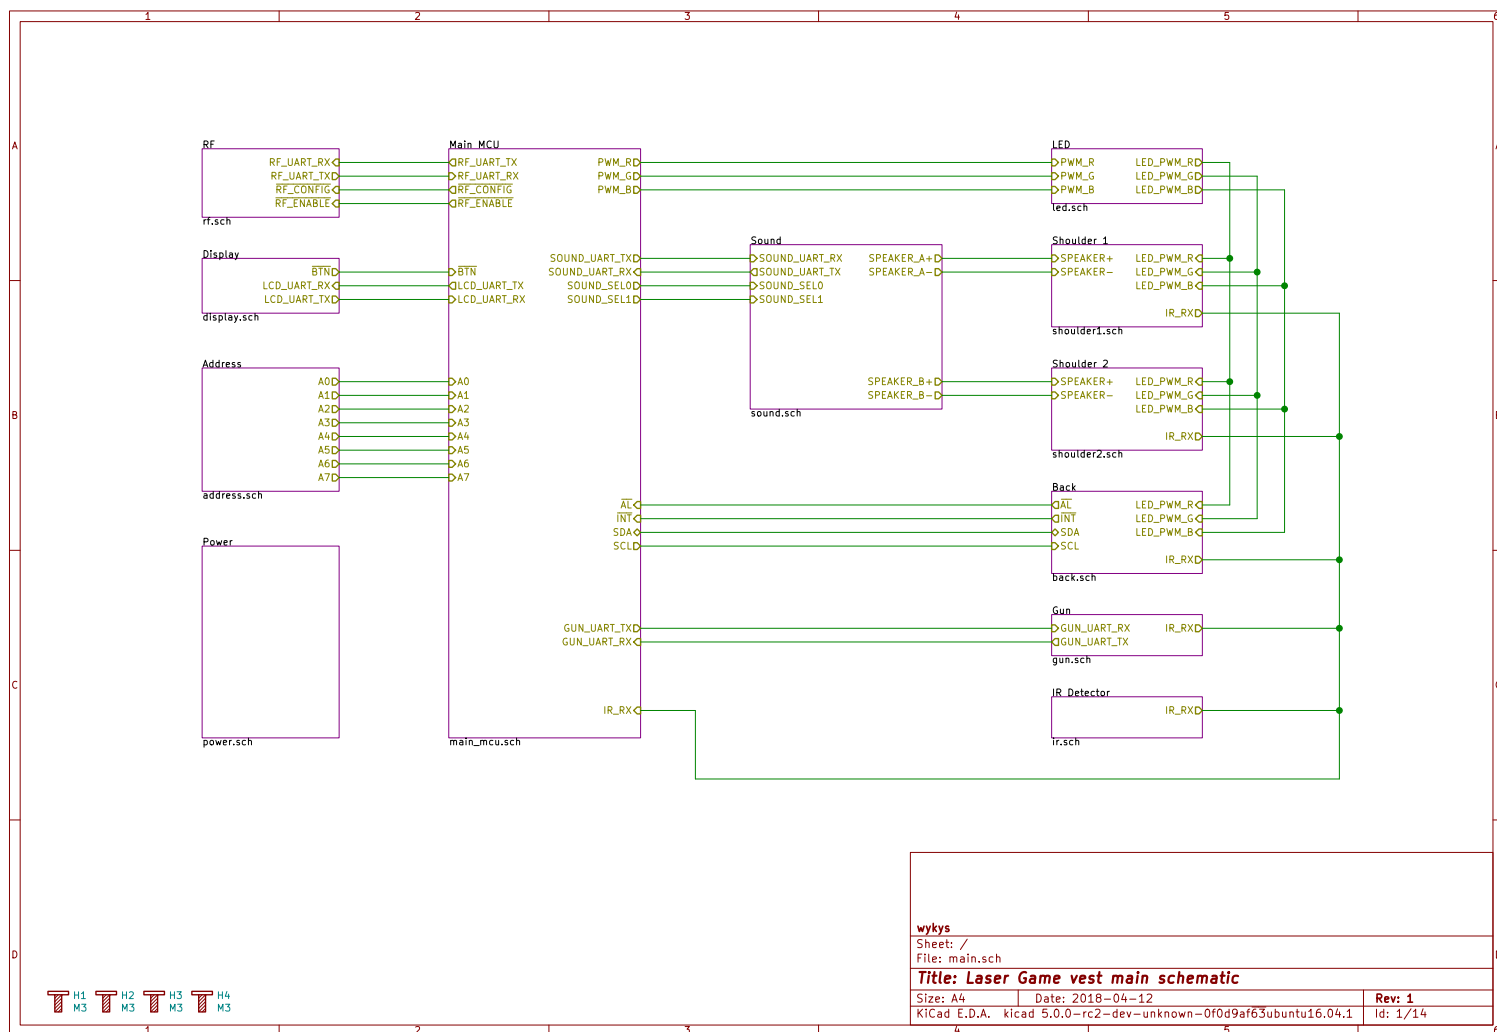 1 2 3 4 5 6
A
B
C
D
RF
RF_UART_RX
RF_UART_TX
RF_CONFIG
RF_ENABLE
rf.sch
Display
BTN
LCD_UART_RX
LCD_UART_TX
display.sch
Address
A0
A1
A2
A3
A4
A5
A6
A7
address.sch
Power
power.sch
Main MCU
RF_UART_TX
RF_UART_RX
RF_CONFIG
RF_ENABLE
BTN
LCD_UART_TX
LCD_UART_RX
A0
A1
A2
A3
A4
A5
A6
A7
PWM_R
PWM_G
PWM_B
SOUND_UART_TX
SOUND_UART_RX
SOUND_SEL0
SOUND_SEL1
AL
INT
SDA
SCL
GUN_UART_TX
GUN_UART_RX
IR_RX
main_mcu.sch
Sound
SOUND_UART_RX SPEAKER_A+
SOUND_UART_TX SPEAKER_A-
SOUND_SEL0
SOUND_SEL1
SPEAKER_B+
SPEAKER_B-
sound.sch
LED
PWM_R LED_PWM_R
PWM_G LED_PWM_G
PWM_B LED_PWM_B
led.sch
Shoulder 1
SPEAKER+ LED_PWM_R
SPEAKER- LED_PWM_G
LED_PWM_B
IR_RX
shoulder1.sch
Shoulder 2
SPEAKER+ LED_PWM_R
SPEAKER- LED_PWM_G
LED_PWM_B
IR_RX
shoulder2.sch
Back
AL LED_PWM_R
INT LED_PWM_G
SDA LED_PWM_B
SCL
IR_RX
back.sch
Gun
GUN_UART_RX IR_RX
GUN_UART_TX
gun.sch
IR Detector
IR_RX
ir.sch
H1 H2 H3 H4
M3 M3 M3 M3
wykys
Sheet: /
File: main.sch
Title: Laser Game vest main schematic
Size: A4 Date: 2018-04-12 Rev: 1
KiCad E.D.A. kicad 5.0.0-rc2-dev-unknown-0f0d9af63ubuntu16.04.1 Id: 1/14
1 2 3 4 5